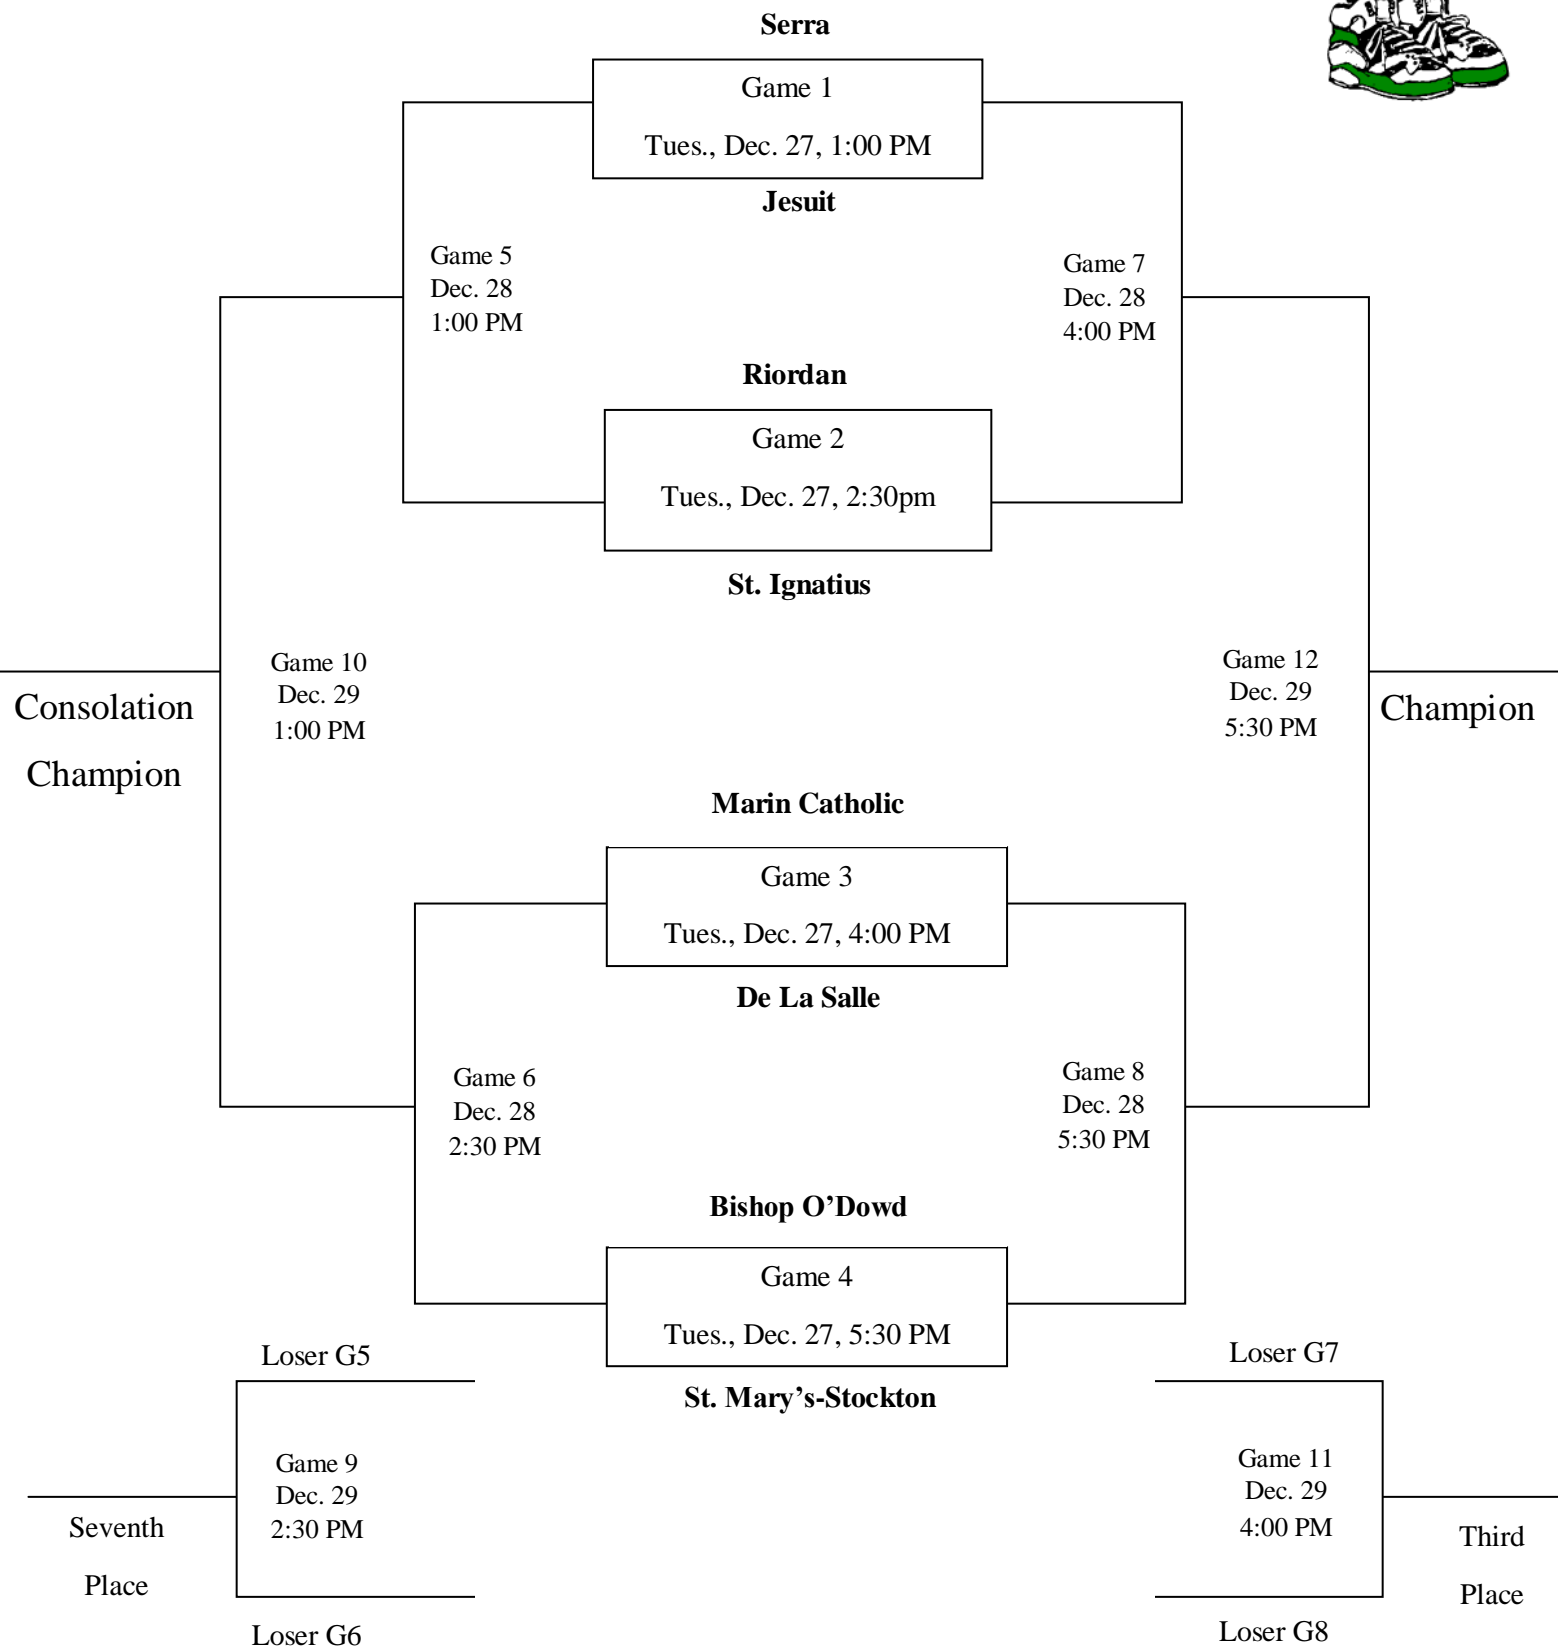 Serra
Game 1
Tues., Dec. 27, 1:00 PM
Jesuit
Game 5
Dec. 28
1:00 PM
Game 7
Dec. 28
4:00 PM
Riordan
Game 2
Tues., Dec. 27, 2:30pm
St. Ignatius
Game 10
Dec. 29
1:00 PM
Consolation
Champion
Game 12
Dec. 29
5:30 PM
Champion
Marin Catholic
Game 3
Tues., Dec. 27, 4:00 PM
De La Salle
Game 6
Dec. 28
2:30 PM
Game 8
Dec. 28
5:30 PM
Bishop O’Dowd
Game 4
Tues., Dec. 27, 5:30 PM
St. Mary’s-Stockton
Loser G5
Game 9
Dec. 29
2:30 PM
Seventh
Place
Loser G6
Loser G7
Game 11
Dec. 29
4:00 PM
Third
Place
Loser G8